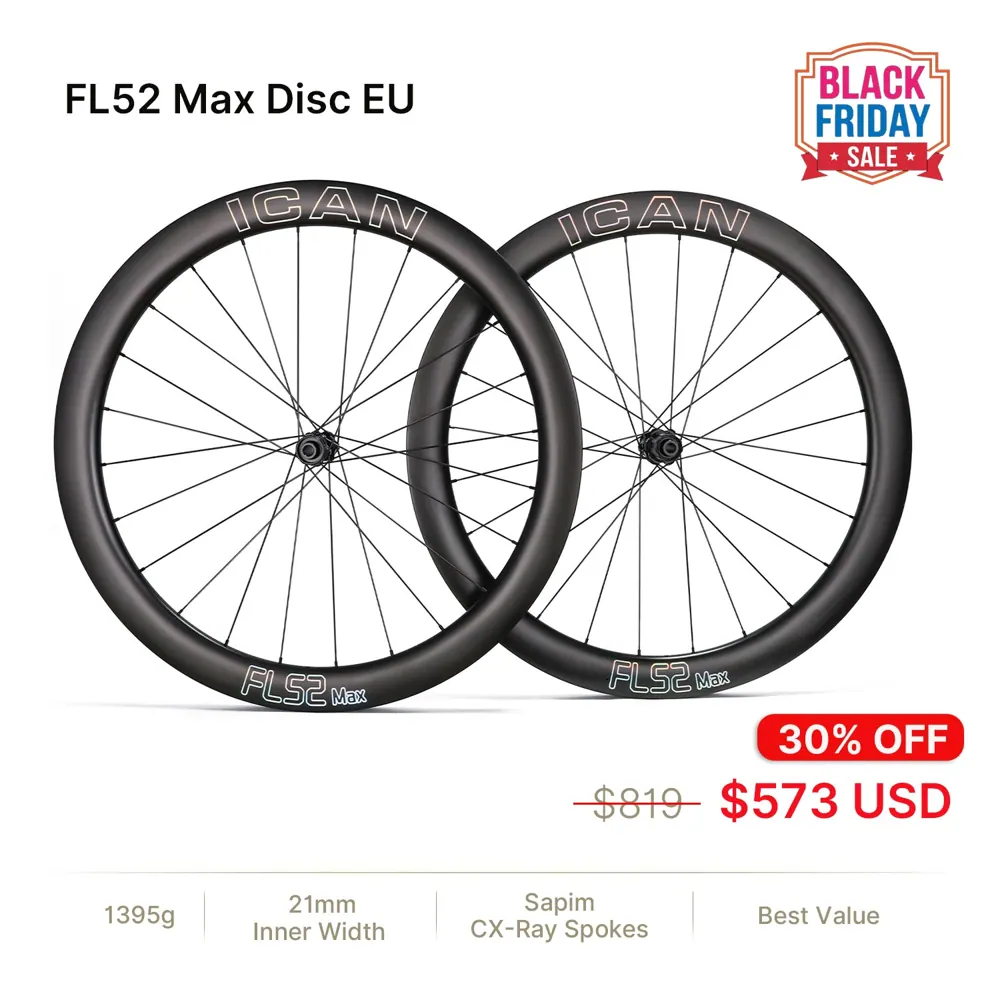 FL52 Max Disc EU
BLACK
FRIDAY
SALE
ICAN
ICAN
FL52 Max
FL52 Max
30% OFF
$819 $573 USD
1395g
21mm
Inner Width
Sapim
CX-Ray Spokes
Best Value